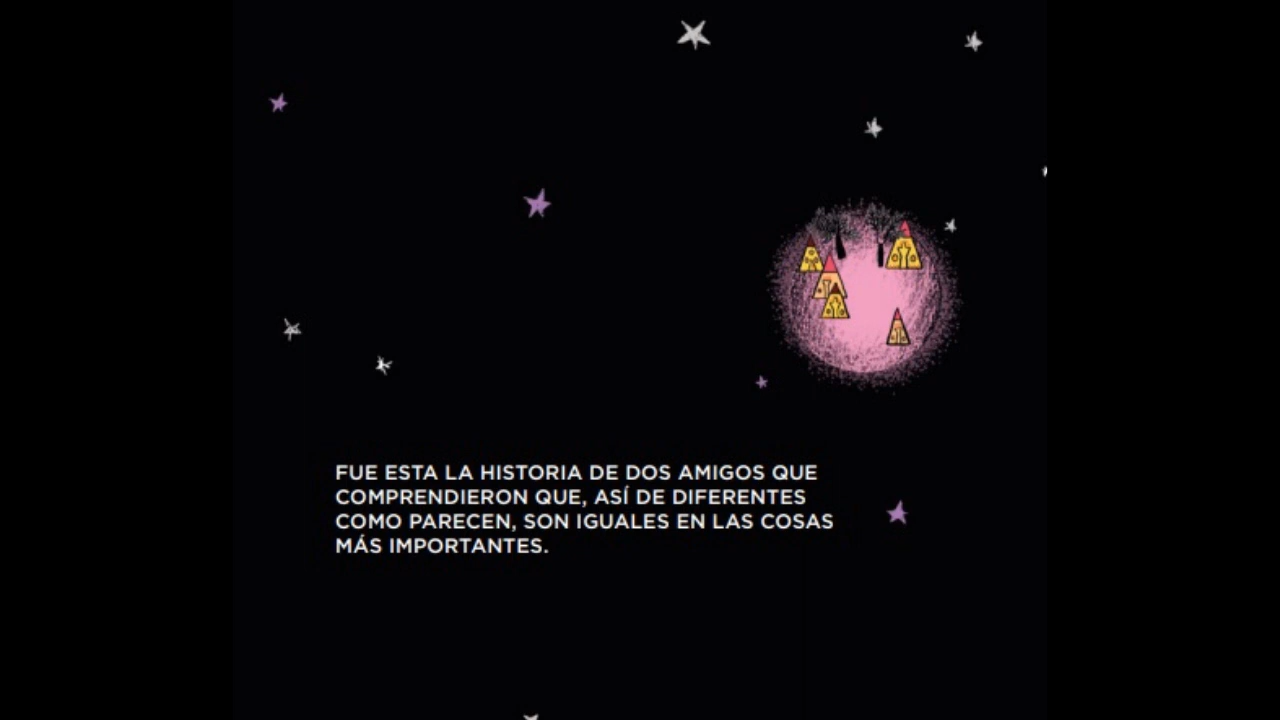 FUE ESTA LA HISTORIA DE DOS AMIGOS QUE
COMPRENDIERON QUE, ASÍ DE DIFERENTES
COMO PARECEN, SON IGUALES EN LAS COSAS
MÁS IMPORTANTES.